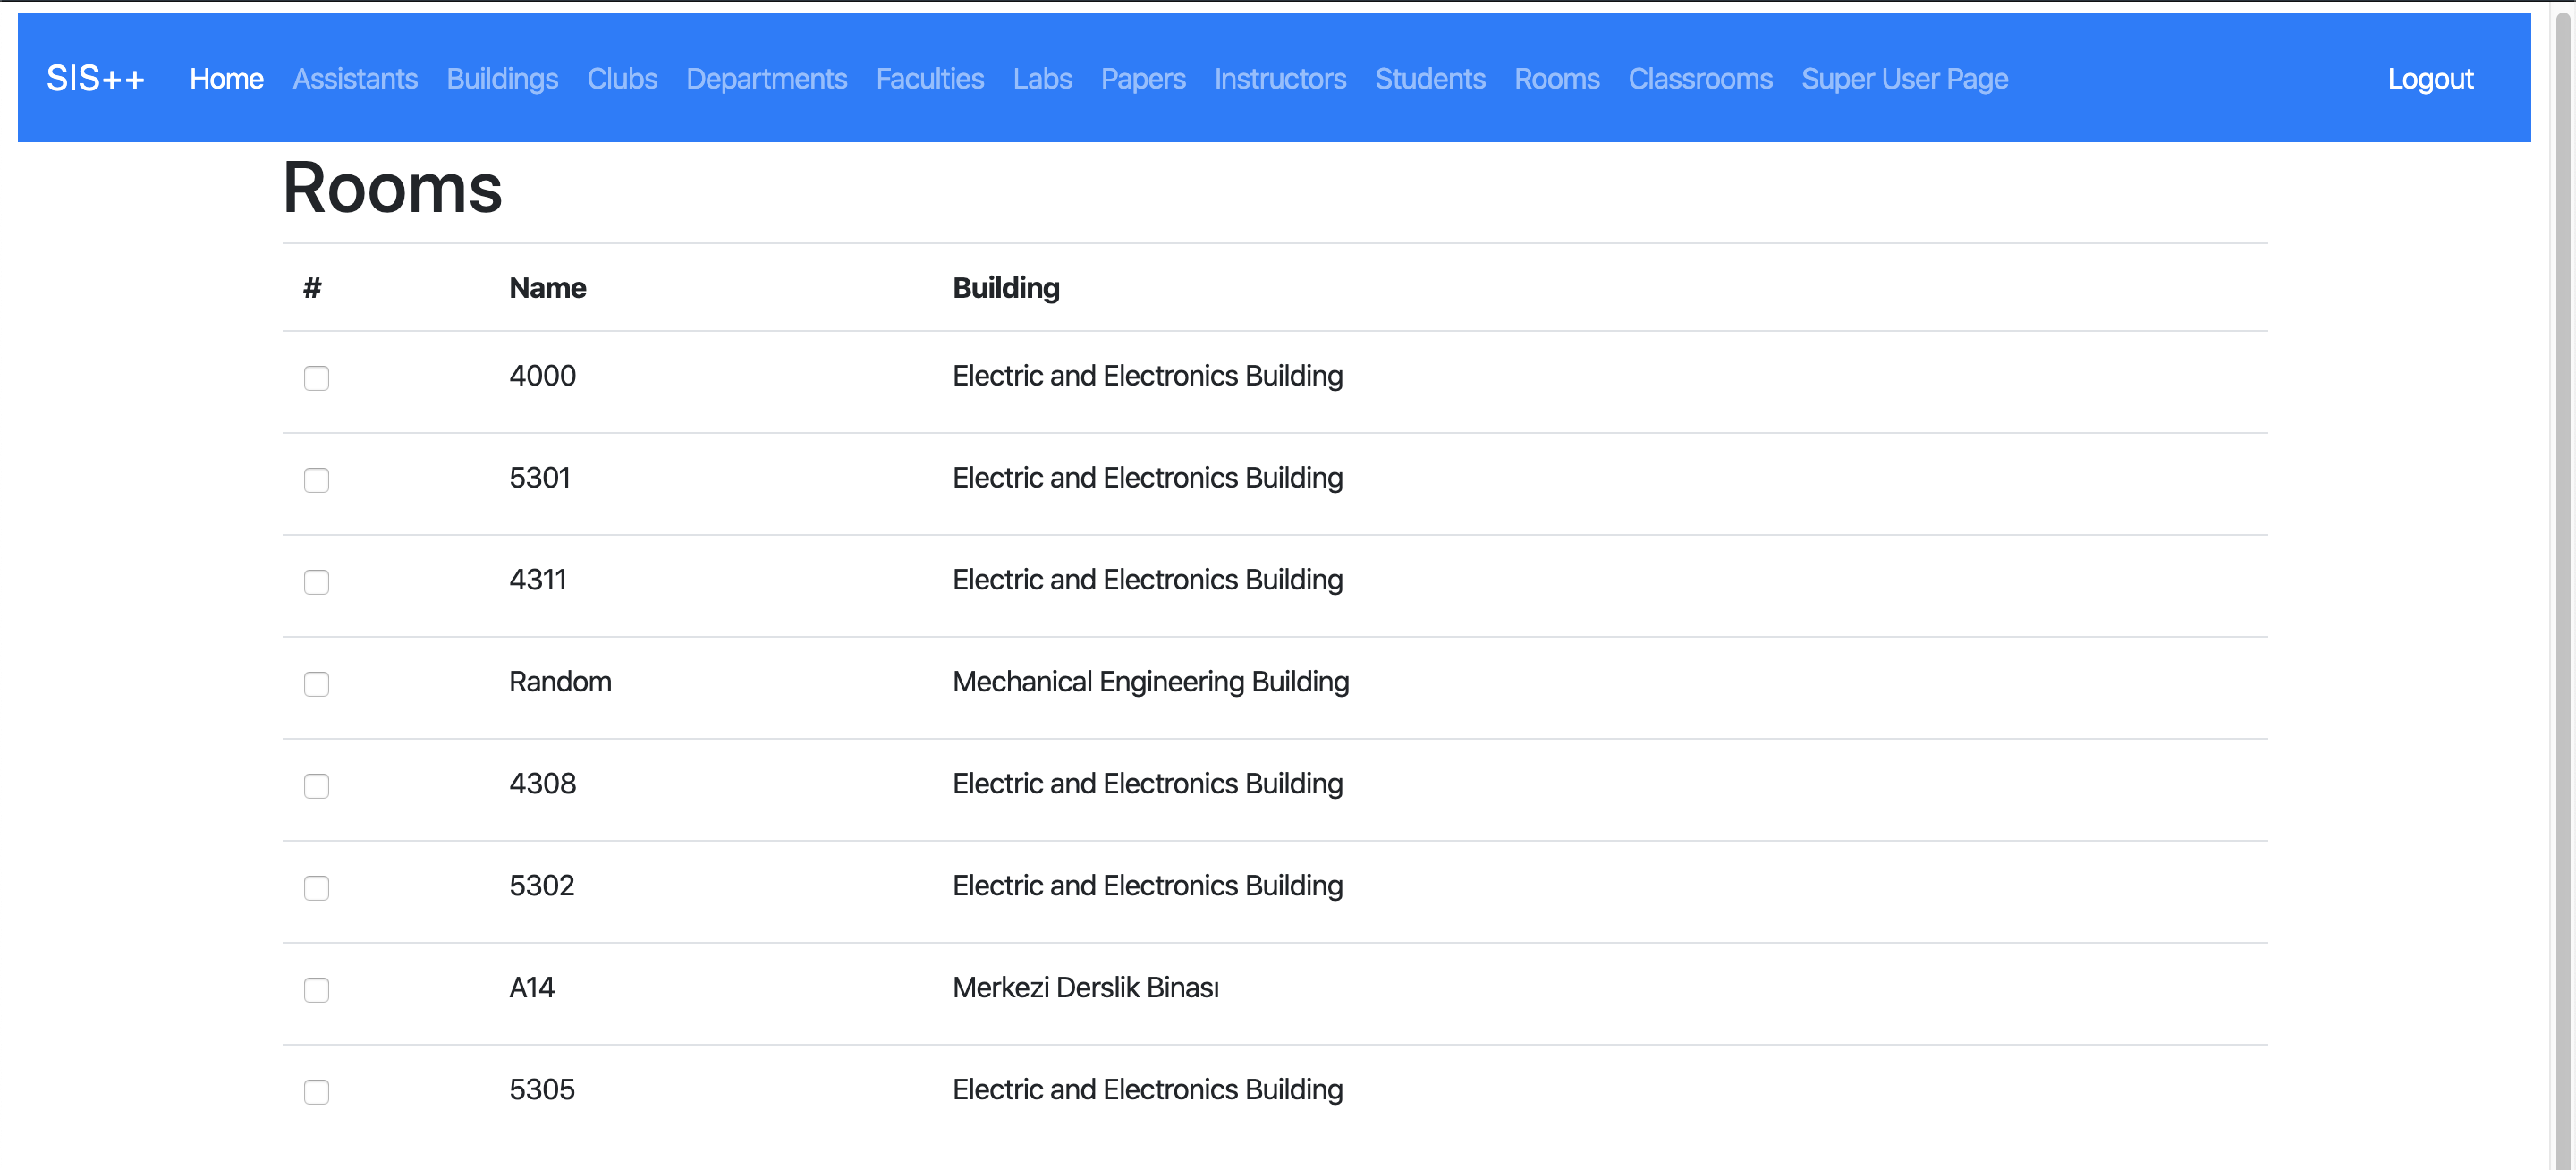 SIS++ Home Assistants Buildings Clubs Departments Faculties Labs Papers Instructors Students Rooms Classrooms Super User Page Logout
Rooms
# Name Building
4000 Electric and Electronics Building
5301 Electric and Electronics Building
4311 Electric and Electronics Building
Random Mechanical Engineering Building
4308 Electric and Electronics Building
5302 Electric and Electronics Building
A14 Merkezi Derslik Binası
5305 Electric and Electronics Building